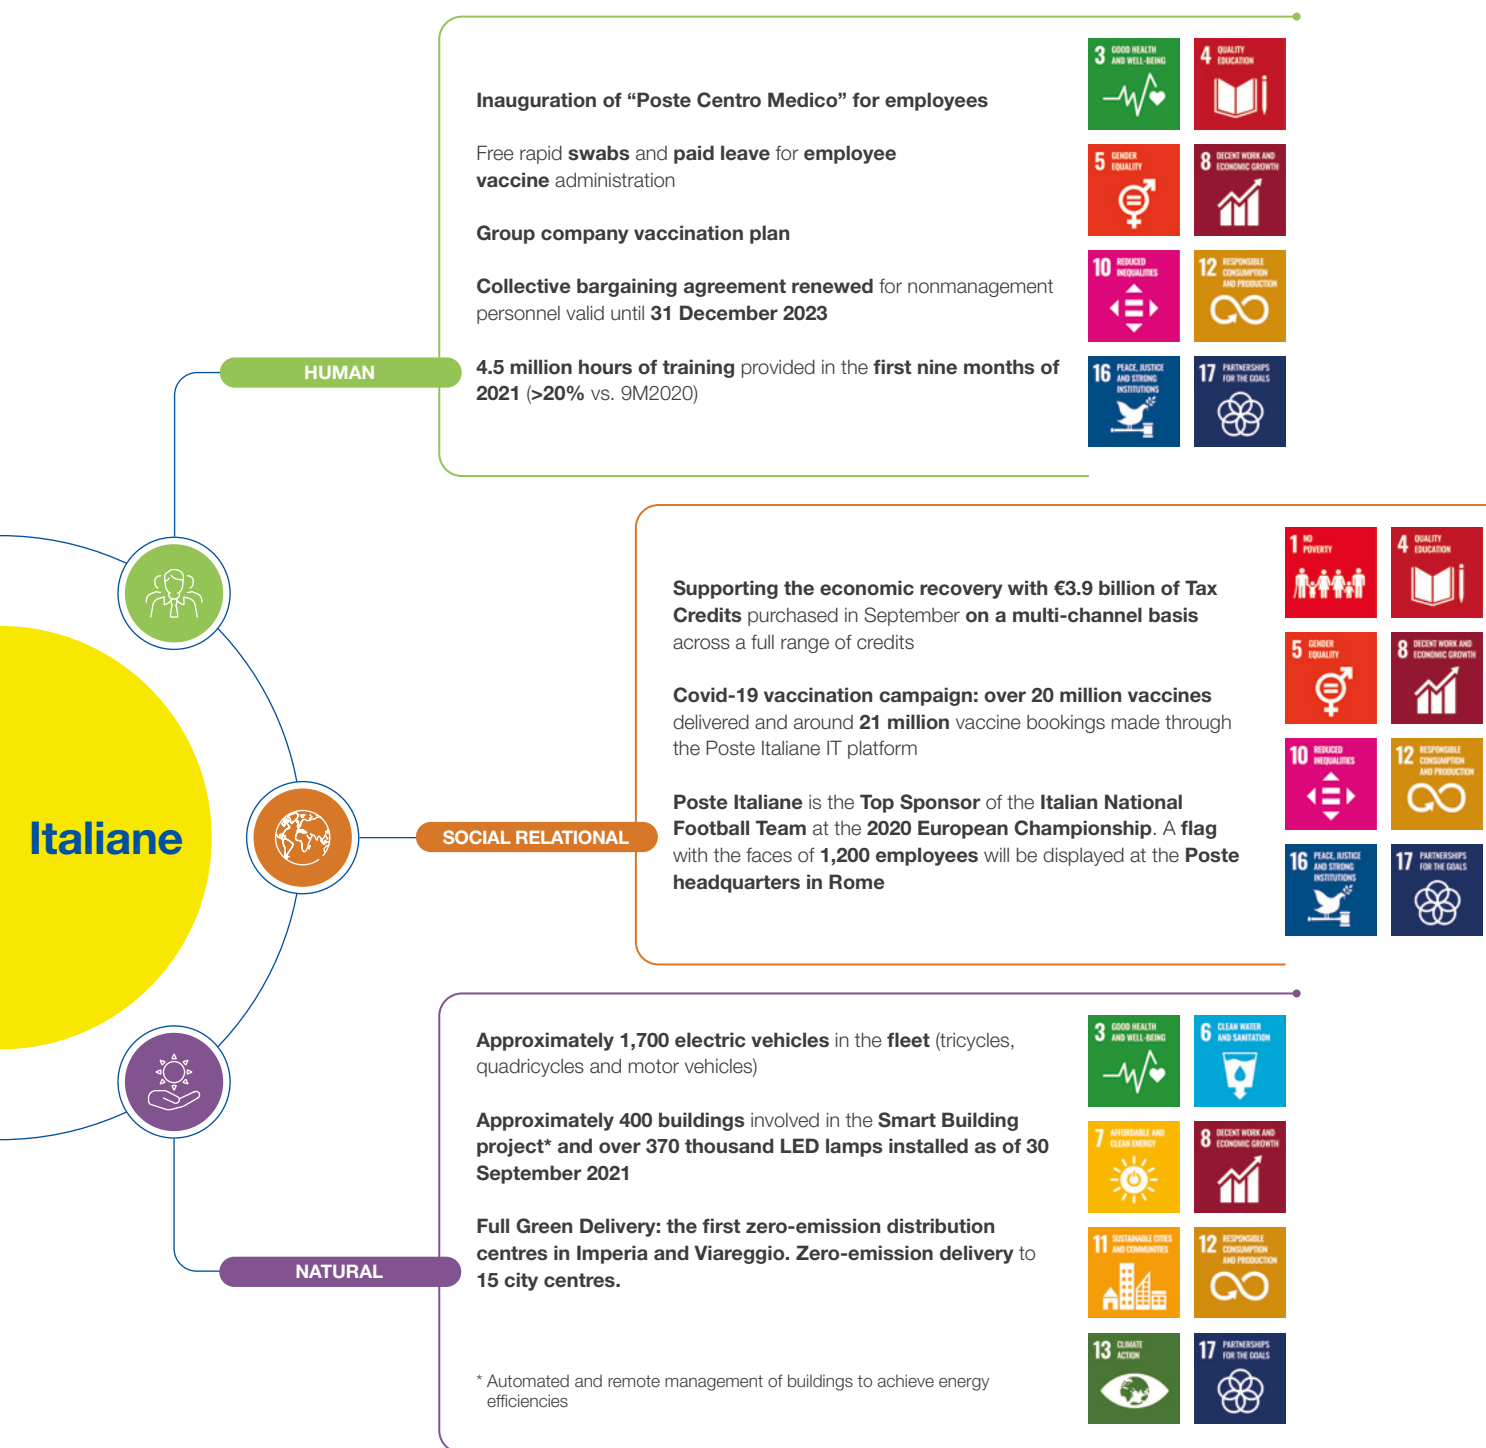 Inauguration of “Poste Centro Medico” for employees
Free rapid swabs and paid leave for employee
vaccine administration
Group company vaccination plan
Collective bargaining agreement renewed for nonmanagement
personnel valid until 31 December 2023
HUMAN
4.5 million hours of training provided in the first nine months of
2021 (>20% vs. 9M2020)
3 GOOD HEALTH
AND WELL-BEING
4 QUALITY
EDUCATION
5 GENDER
EQUALITY
8 DECENT WORK AND
ECONOMIC GROWTH
10 REDUCED
INEQUALITIES
12 RESPONSIBLE
CONSUMPTION
AND PRODUCTION
16 PEACE, JUSTICE
AND STRONG
INSTITUTIONS
17 PARTNERSHIPS
FOR THE GOALS
Italiane
SOCIAL RELATIONAL
Supporting the economic recovery with €3.9 billion of Tax
Credits purchased in September on a multi-channel basis
across a full range of credits
Covid-19 vaccination campaign: over 20 million vaccines
delivered and around 21 million vaccine bookings made through
the Poste Italiane IT platform
Poste Italiane is the Top Sponsor of the Italian National
Football Team at the 2020 European Championship. A flag
with the faces of 1,200 employees will be displayed at the Poste
headquarters in Rome
1 NO
POVERTY
4 QUALITY
EDUCATION
5 GENDER
EQUALITY
8 DECENT WORK AND
ECONOMIC GROWTH
10 REDUCED
INEQUALITIES
12 RESPONSIBLE
CONSUMPTION
AND PRODUCTION
16 PEACE, JUSTICE
AND STRONG
INSTITUTIONS
17 PARTNERSHIPS
FOR THE GOALS
Approximately 1,700 electric vehicles in the fleet (tricycles,
quadricycles and motor vehicles)
Approximately 400 buildings involved in the Smart Building
project* and over 370 thousand LED lamps installed as of 30
September 2021
Full Green Delivery: the first zero-emission distribution
centres in Imperia and Viareggio. Zero-emission delivery to
15 city centres.
NATURAL
* Automated and remote management of buildings to achieve energy
efficiencies
3 GOOD HEALTH
AND WELL-BEING
6 CLEAN WATER
AND SANITATION
7 AFFORDABLE AND
CLEAN ENERGY
8 DECENT WORK AND
ECONOMIC GROWTH
11 SUSTAINABLE CITIES
AND COMMUNITIES
12 RESPONSIBLE
CONSUMPTION
AND PRODUCTION
13 CLIMATE
ACTION
17 PARTNERSHIPS
FOR THE GOALS